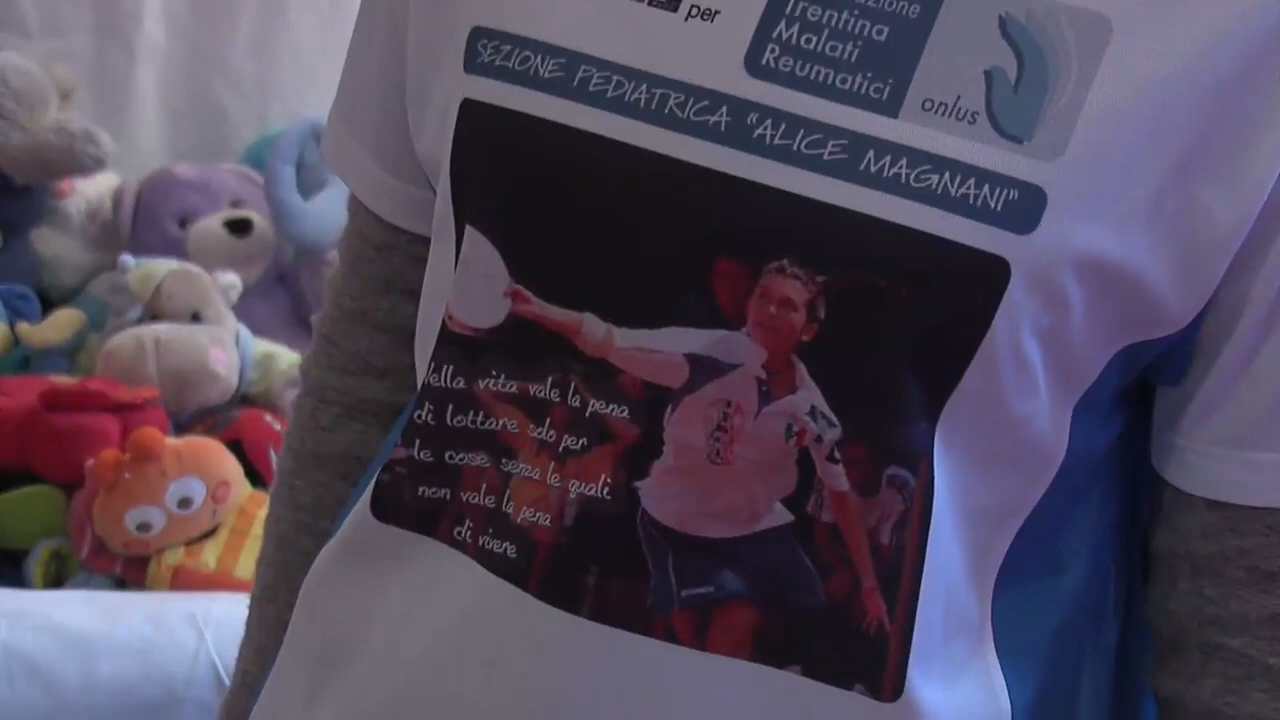 per
Trentina
Malati
Reumatici
onlus
SEZIONE PEDIATRICA "ALICE MAGNANI"
vita vale la pena
di lottare solo per
le cose senza le quali
non vale la pena
di vivere